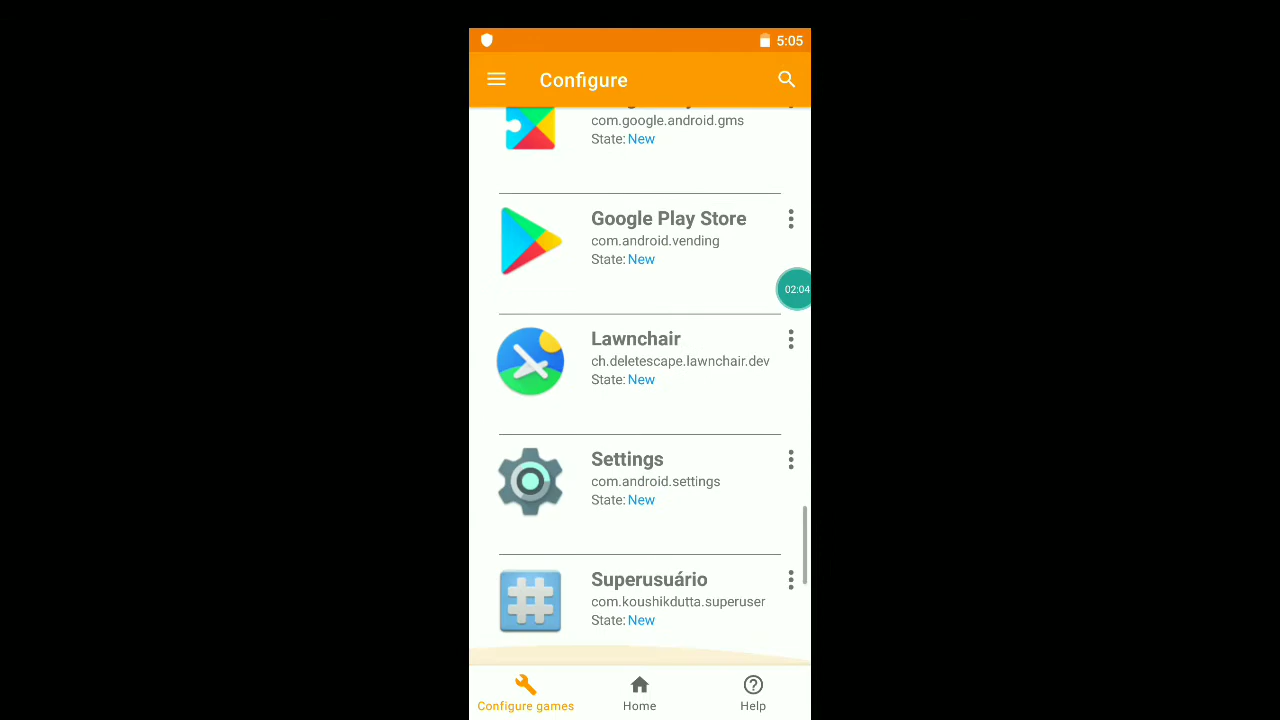 5:05
Configure
com.google.android.gms
State: New
Google Play Store
com.android.vending
State: New
02:04
Lawnchair
ch.deletescape.lawnchair.dev
State: New
Settings
com.android.settings
State: New
Superusuário
com.koushikdutta.superuser
State: New
Configure games
Home
Help